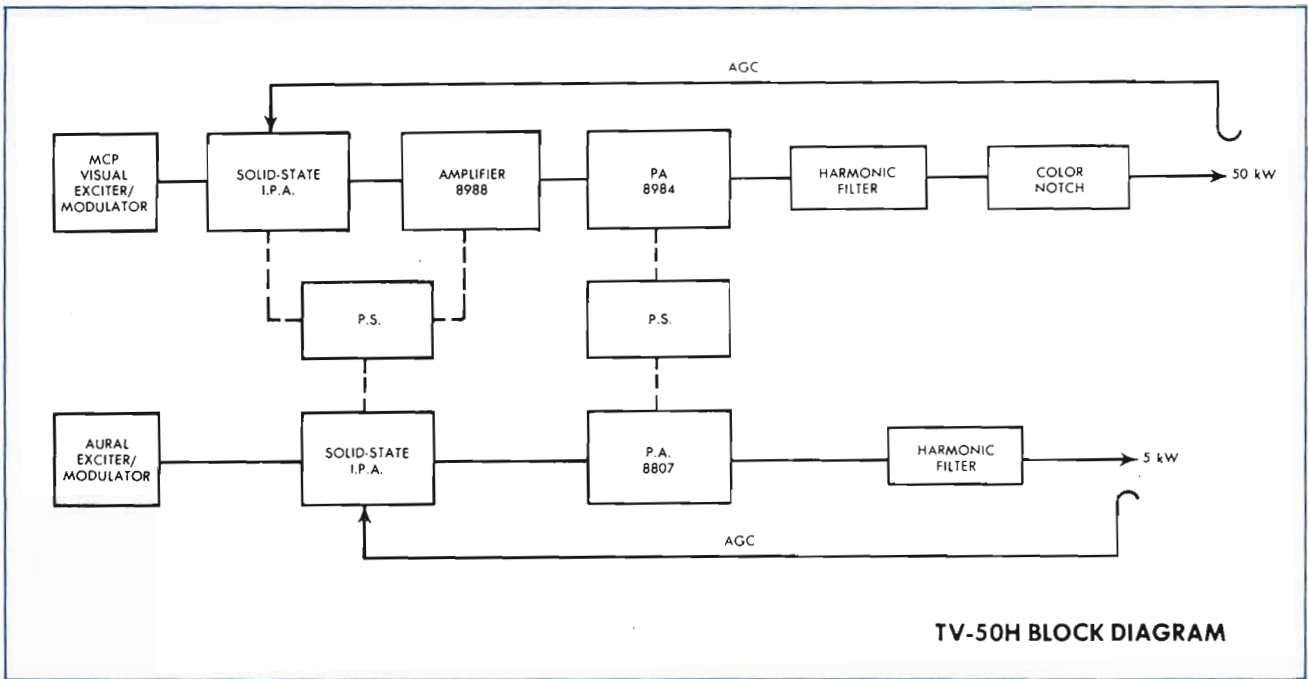 AGC
MCP
VISUAL
EXCITER/
MODULATOR
SOLID-STATE
I.P.A.
AMPLIFIER
8988
PA
8984
HARMONIC
FILTER
COLOR
NOTCH
50 kW
P.S.
P.S.
AURAL
EXCITER/
MODULATOR
SOLID-STATE
I.P.A.
P.A.
8807
HARMONIC
FILTER
5 kW
AGC
TV-50H BLOCK DIAGRAM